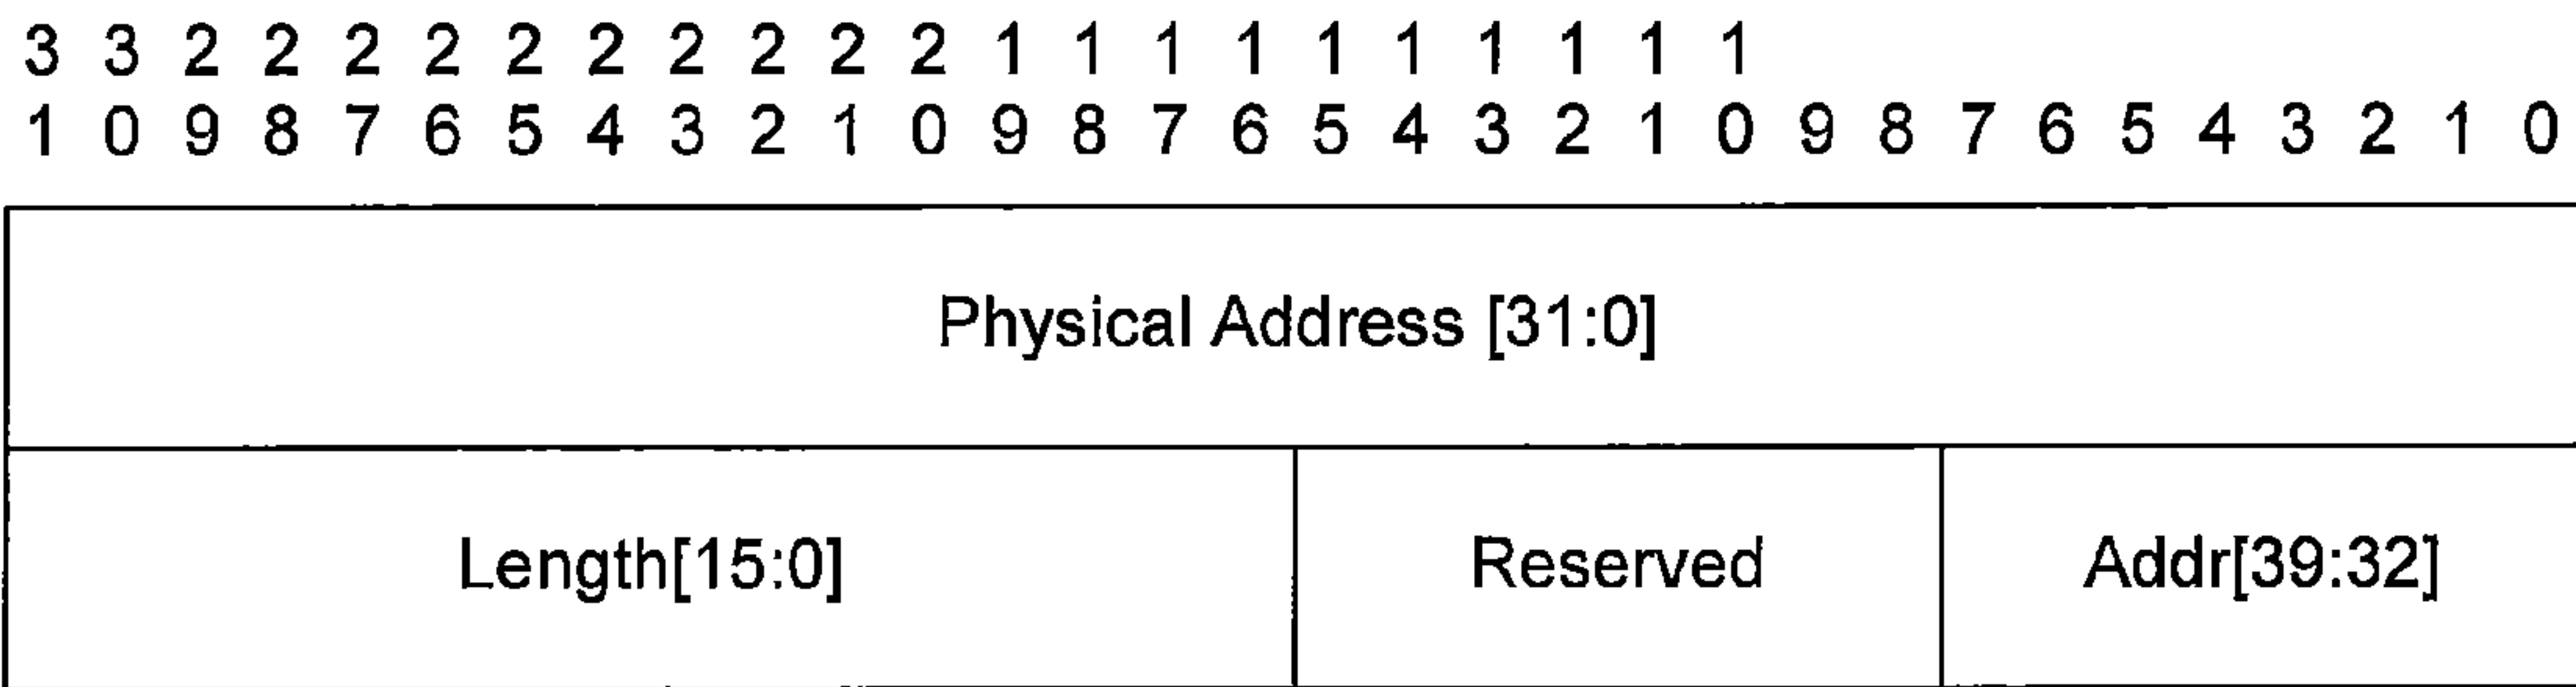 3 3 2 2 2 2 2 2 2 2 2 2 1 1 1 1 1 1 1 1 1 1
1 0 9 8 7 6 5 4 3 2 1 0 9 8 7 6 5 4 3 2 1 0 9 8 7 6 5 4 3 2 1 0
Physical Address [31:0]
Length[15:0] Reserved Addr[39:32]